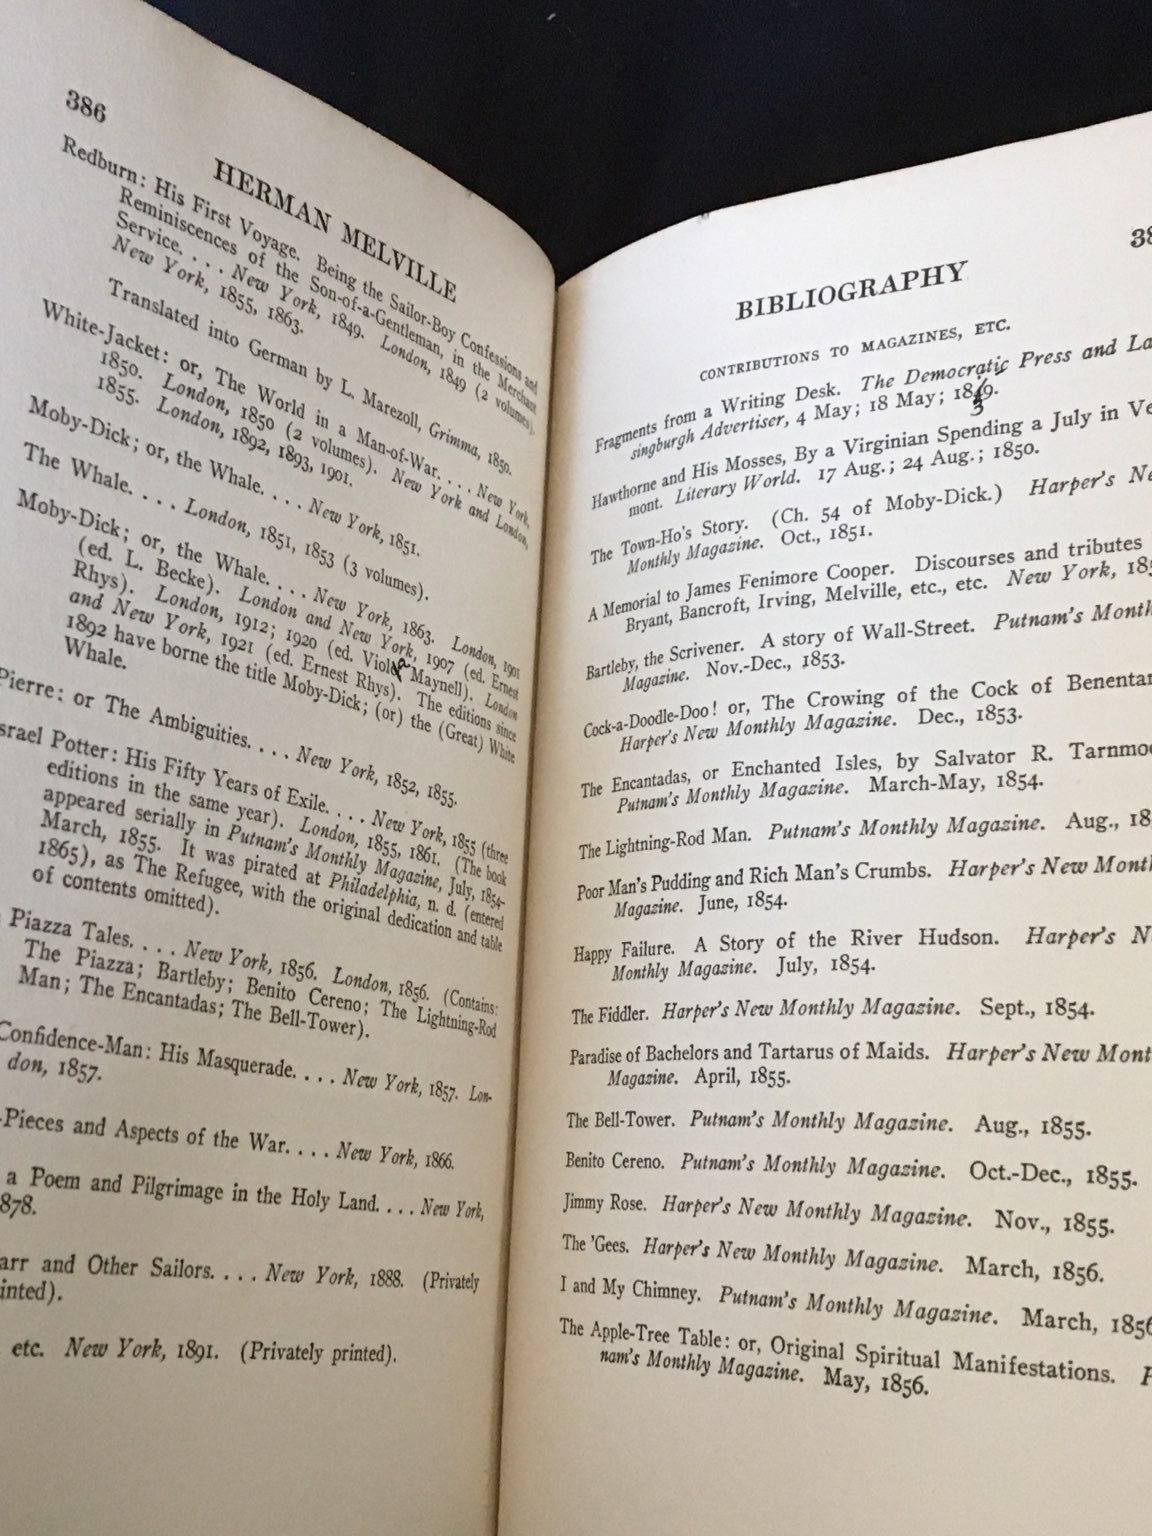 386
HERMAN MELVILLE
Redburn: His First Voyage. Being the Sailor-Boy Confessions and
Reminiscences of the Son-of-a-Gentleman, in the Merchant
Service. . . . New York, 1849. London, 1849 (2 volumes).
New York, 1855, 1863.
Translated into German by L. Marezoll, Grimma, 1850.
White-Jacket: or, The World in a Man-of-War. . . . New York,
1850. London, 1850 (2 volumes). New York and London,
1855. London, 1892, 1893, 1901.
Moby-Dick; or, the Whale. . . . New York, 1851.
The Whale. . . . London, 1851, 1853 (3 volumes).
Moby-Dick; or, the Whale. . . . New York, 1863. London, 1901
(ed. L. Becke). London and New York, 1907 (ed. Ernest
Rhys). London, 1912; 1920 (ed. Viola Maynell). London
and New York, 1921 (ed. Ernest Rhys). The editions since
1892 have borne the title Moby-Dick; (or) the (Great) White
Whale.
Pierre: or The Ambiguities. . . . New York, 1852, 1855.
srael Potter: His Fifty Years of Exile. . . . New York, 1855 (three
editions in the same year). London, 1855, 1861. (The book
appeared serially in Putnam's Monthly Magazine, July, 1854-
March, 1855. It was pirated at Philadelphia, n. d. (entered
1865), as The Refugee, with the original dedication and table
of contents omitted).
Piazza Tales. . . . New York, 1856. London, 1856. (Contains:
The Piazza; Bartleby; Benito Cereno; The Lightning-Rod
Man; The Encantadas; The Bell-Tower).
Confidence-Man: His Masquerade. . . . New York, 1857. Lon-
don, 1857.
-Pieces and Aspects of the War. . . . New York, 1866.
a Poem and Pilgrimage in the Holy Land. . . . New York,
878.
arr and Other Sailors. . . . New York, 1888. (Privately
inted).
etc. New York, 1891. (Privately printed).
38
BIBLIOGRAPHY
CONTRIBUTIONS TO MAGAZINES, ETC.
Fragments from a Writing Desk. The Democratic Press and La
singburgh Advertiser, 4 May; 18 May; 1849.
3
Hawthorne and His Mosses, By a Virginian Spending a July in Ve
mont. Literary World. 17 Aug.; 24 Aug.; 1850.
The Town-Ho's Story. (Ch. 54 of Moby-Dick.) Harper's Ne
Monthly Magazine. Oct., 1851.
A Memorial to James Fenimore Cooper. Discourses and tributes
Bryant, Bancroft, Irving, Melville, etc., etc. New York, 185
Bartleby, the Scrivener. A story of Wall-Street. Putnam's Month
Magazine. Nov.-Dec., 1853.
Cock-a-Doodle-Doo! or, The Crowing of the Cock of Benentan
Harper's New Monthly Magazine. Dec., 1853.
The Encantadas, or Enchanted Isles, by Salvator R. Tarnmoo
Putnam's Monthly Magazine. March-May, 1854.
The Lightning-Rod Man. Putnam's Monthly Magazine. Aug., 18
Poor Man's Pudding and Rich Man's Crumbs. Harper's New Month
Magazine. June, 1854.
Happy Failure. A Story of the River Hudson. Harper's N
Monthly Magazine. July, 1854.
The Fiddler. Harper's New Monthly Magazine. Sept., 1854.
Paradise of Bachelors and Tartarus of Maids. Harper's New Mont
Magazine. April, 1855.
The Bell-Tower. Putnam's Monthly Magazine. Aug., 1855.
Benito Cereno. Putnam's Monthly Magazine. Oct.-Dec., 1855.
Jimmy Rose. Harper's New Monthly Magazine. Nov., 1855.
The 'Gees. Harper's New Monthly Magazine. March, 1856.
I and My Chimney. Putnam's Monthly Magazine. March, 1856
The Apple-Tree Table: or, Original Spiritual Manifestations. P
nam's Monthly Magazine. May, 1856.